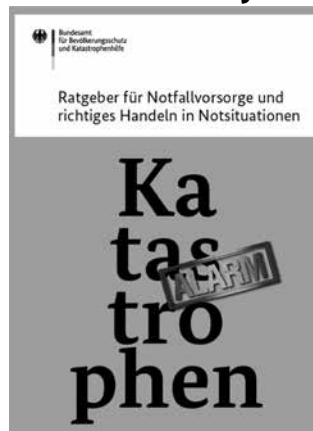 Bundesamt
für Bevölkerungsschutz
und Katastrophenhilfe
Ratgeber für Notfallvorsorge und
richtiges Handeln in Notsituationen
Ka
tas
ALARM
tro
phen